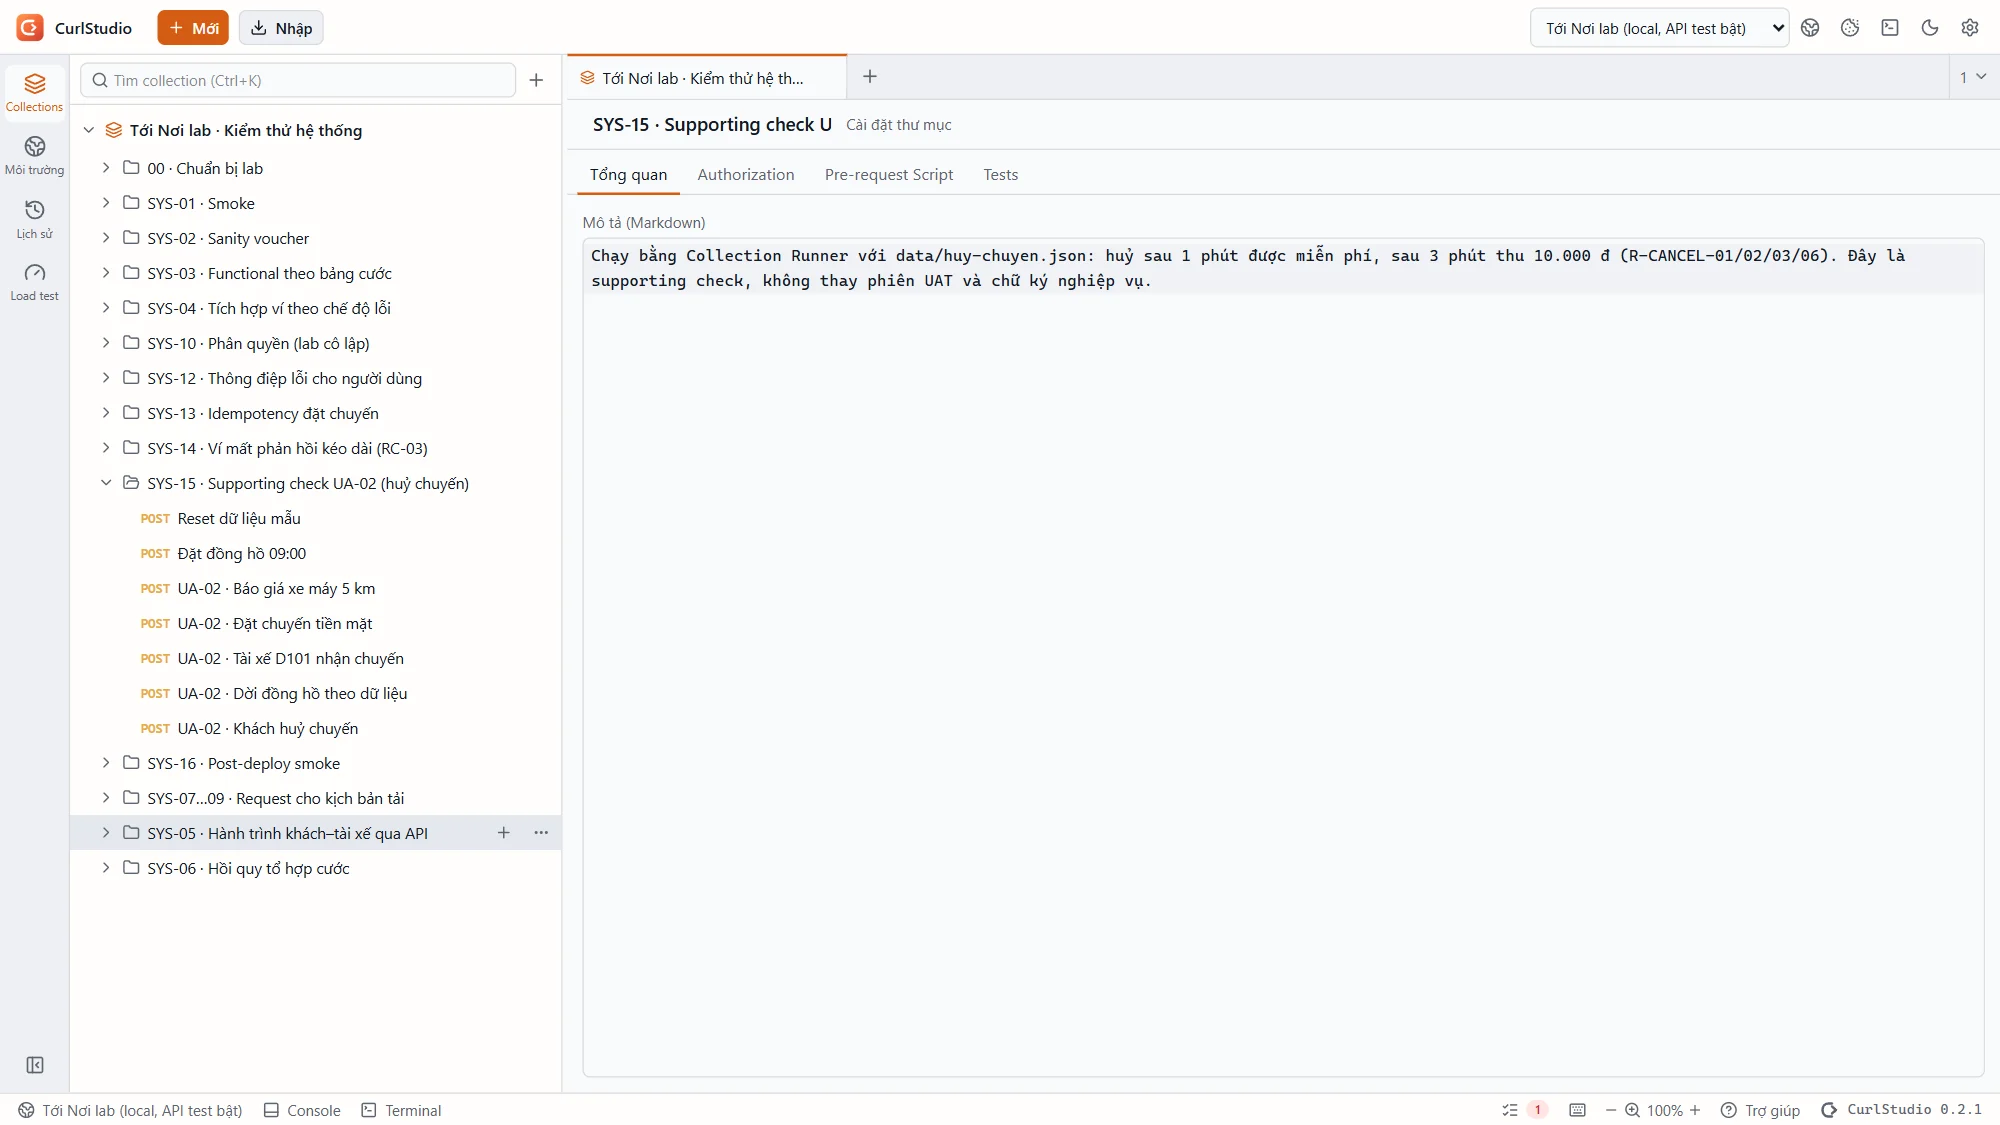 CurlStudio
Mới
Nhập
Tới Nơi lab (local, API test bật)
Collections
Môi trường
Lịch sử
Load test
Tìm collection (Ctrl+K)
Tới Nơi lab · Kiểm thử hệ thống
00 · Chuẩn bị lab
SYS-01 · Smoke
SYS-02 · Sanity voucher
SYS-03 · Functional theo bảng cước
SYS-04 · Tích hợp ví theo chế độ lỗi
SYS-10 · Phân quyền (lab cô lập)
SYS-12 · Thông điệp lỗi cho người dùng
SYS-13 · Idempotency đặt chuyến
SYS-14 · Ví mất phản hồi kéo dài (RC-03)
SYS-15 · Supporting check UA-02 (huỷ chuyến)
POST Reset dữ liệu mẫu
POST Đặt đồng hồ 09:00
POST UA-02 · Báo giá xe máy 5 km
POST UA-02 · Đặt chuyến tiền mặt
POST UA-02 · Tài xế D101 nhận chuyến
POST UA-02 · Dời đồng hồ theo dữ liệu
POST UA-02 · Khách huỷ chuyến
SYS-16 · Post-deploy smoke
SYS-07...09 · Request cho kịch bản tải
SYS-05 · Hành trình khách–tài xế qua API
SYS-06 · Hồi quy tổ hợp cước
Tới Nơi lab · Kiểm thử hệ th...
1
SYS-15 · Supporting check U
Cài đặt thư mục
Tổng quan
Authorization
Pre-request Script
Tests
Mô tả (Markdown)
Chạy bằng Collection Runner với data/huy-chuyen.json: huỷ sau 1 phút được miễn phí, sau 3 phút thu 10.000 đ (R-CANCEL-01/02/03/06). Đây là
supporting check, không thay phiên UAT và chữ ký nghiệp vụ.
Tới Nơi lab (local, API test bật)
Console
Terminal
1
100%
Trợ giúp
CurlStudio 0.2.1